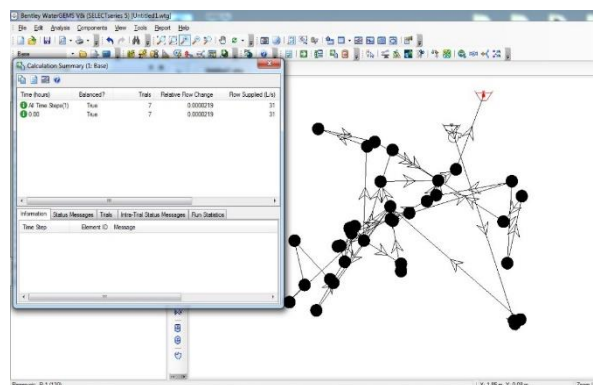 Bentley WaterGEMS V8i (SELECTseries 5) [Untitled1.wtg]
File Edit Analysis Components View Tools Report Help
Base
Calculation Summary (1: Base)
Time (hours) Balanced? Trials Relative Flow Change Flow Supplied (L/s)
All Time Steps(1) True 7 0.0000219 31
0.00 True 7 0.0000219 31
Information Status Messages Trials Intra-Trial Status Messages Run Statistics
Time Step Element ID Message